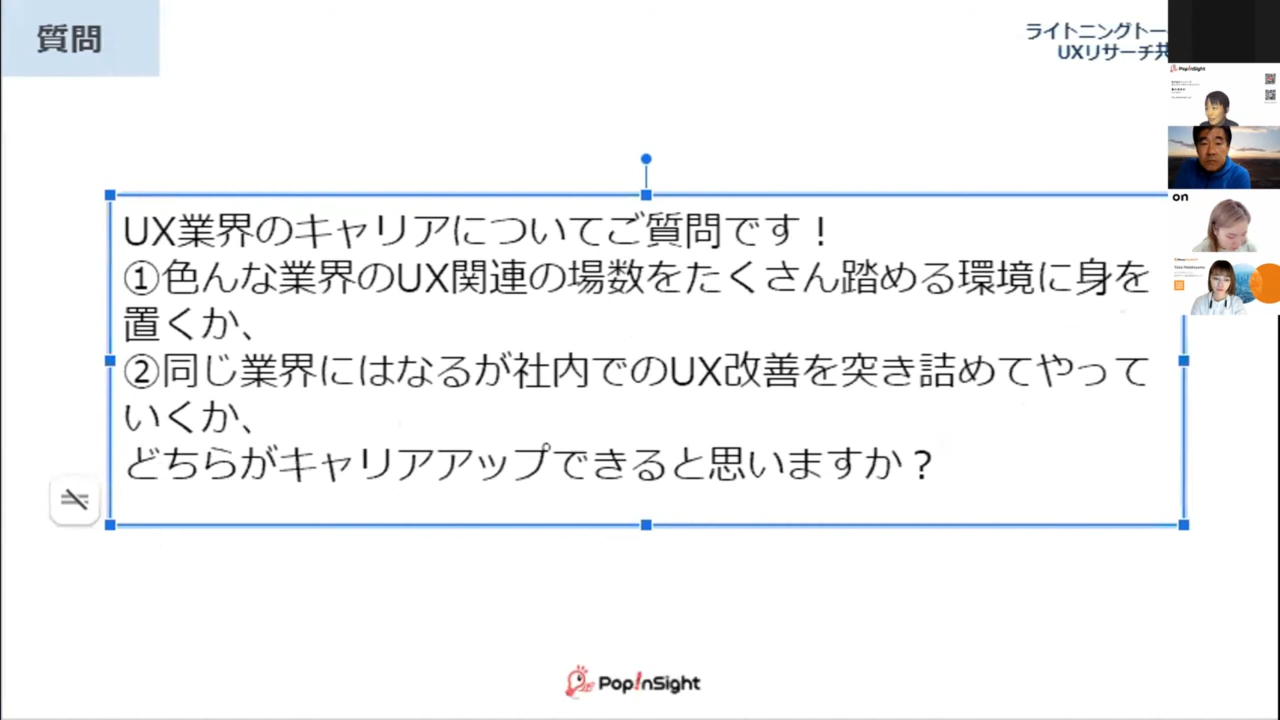 質問
ライトニングトー
UXリサーチ共
PopInSight
on
UX業界のキャリアについてご質問です！
①色んな業界のUX関連の場数をたくさん踏める環境に身を
置くか、
②同じ業界にはなるが社内でのUX改善を突き詰めてやって
いくか、
どちらがキャリアアップできると思いますか？
Pop!nSight